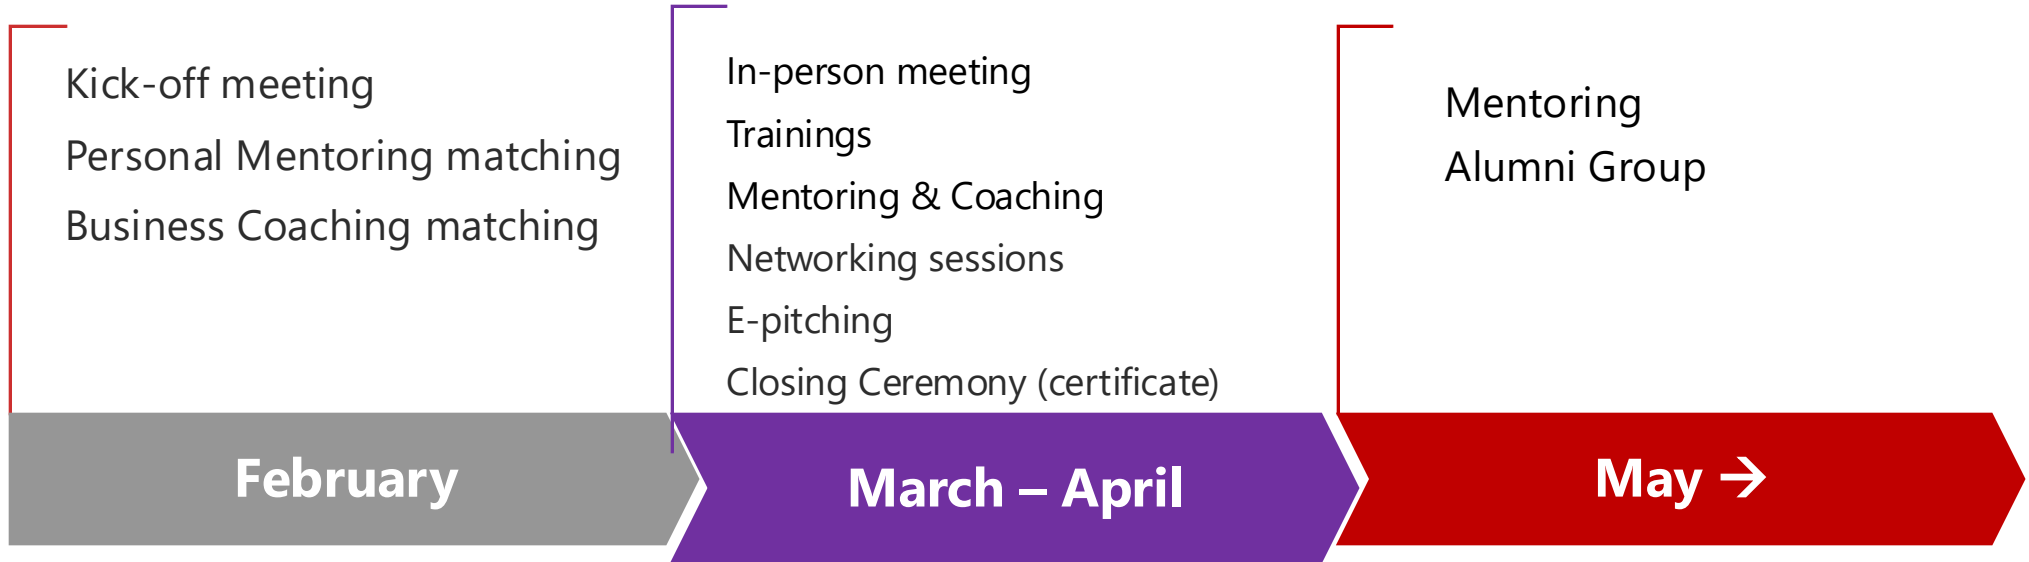 Kick-off meeting
Personal Mentoring matching
Business Coaching matching
February
In-person meeting
Trainings
Mentoring & Coaching
Networking sessions
E-pitching
Closing Ceremony (certificate)
March – April
Mentoring
Alumni Group
May →